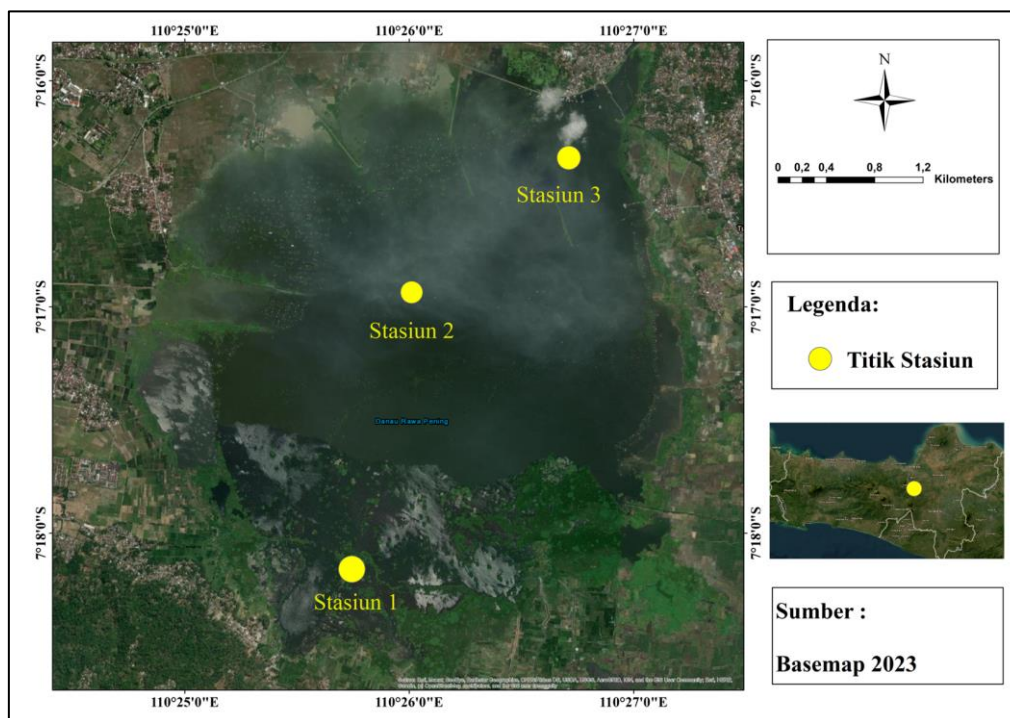 110°25'0"E 110°26'0"E 110°27'0"E
7°16'0"S 7°16'0"S
7°17'0"S 7°17'0"S
7°18'0"S 7°18'0"S
Stasiun 3
Stasiun 2
Danau Rawa Pening
Stasiun 1
110°25'0"E 110°26'0"E 110°27'0"E
N
0 0,2 0,4 0,8 1,2
Kilometers
Legenda:
Titik Stasiun
Sumber :
Basemap 2023